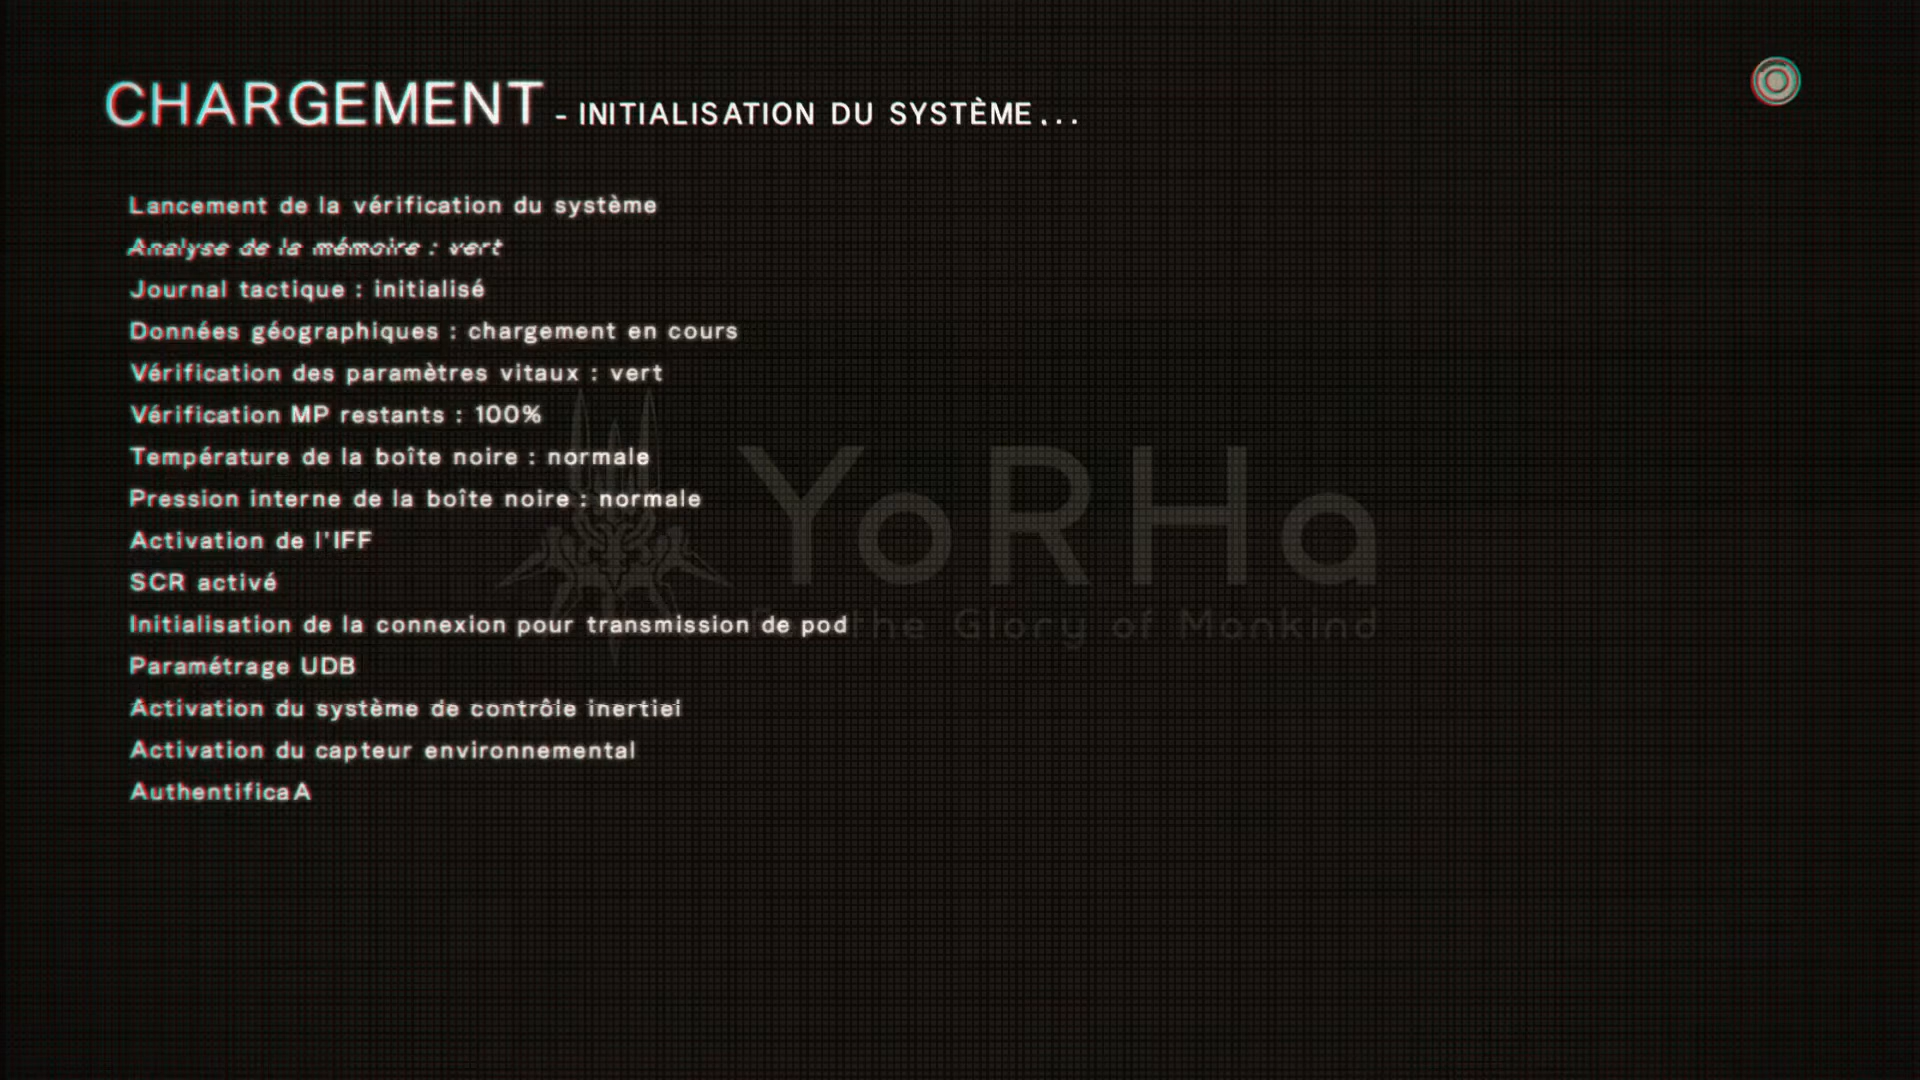 CHARGEMENT - INITIALISATION DU SYSTÈME...
Lancement de la vérification du système
Analyse de la mémoire : vert
Journal tactique : initialisé
Données géographiques : chargement en cours
Vérification des paramètres vitaux : vert
Vérification MP restants : 100%
Température de la boîte noire : normale
Pression interne de la boîte noire : normale
Activation de l'IFF
SCR activé
Initialisation de la connexion pour transmission de pod
Paramétrage UDB
Activation du système de contrôle inertiel
Activation du capteur environnemental
AuthentificaA
YoRHa
the Glory of Mankind